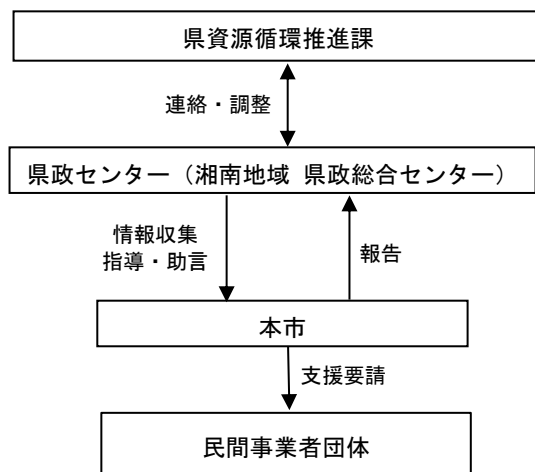 県資源循環推進課
連絡・調整
県政センター（湘南地域 県政総合センター）
情報収集
指導・助言
報告
本市
支援要請
民間事業者団体